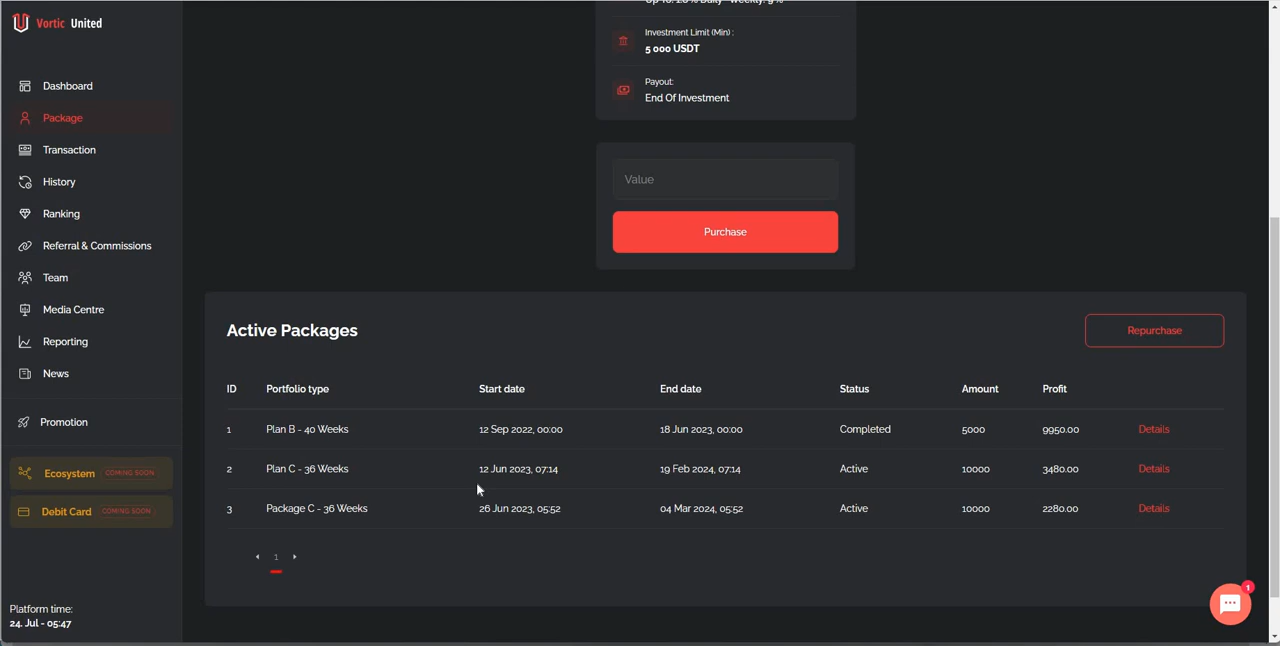 Vortic United
Dashboard
Package
Transaction
History
Ranking
Referral & Commissions
Team
Media Centre
Reporting
News
Promotion
Ecosystem COMING SOON
Debit Card COMING SOON
Platform time:
24. Jul - 05:47
Investment Limit (Min) :
5 000 USDT
Payout:
End Of Investment
Value
Purchase
Active Packages
Repurchase
ID Portfolio type Start date End date Status Amount Profit
1 Plan B - 40 Weeks 12 Sep 2022, 00:00 18 Jun 2023, 00:00 Completed 5000 9950.00 Details
2 Plan C - 36 Weeks 12 Jun 2023, 07:14 19 Feb 2024, 07:14 Active 10000 3480.00 Details
3 Package C - 36 Weeks 26 Jun 2023, 05:52 04 Mar 2024, 05:52 Active 10000 2280.00 Details
1
1